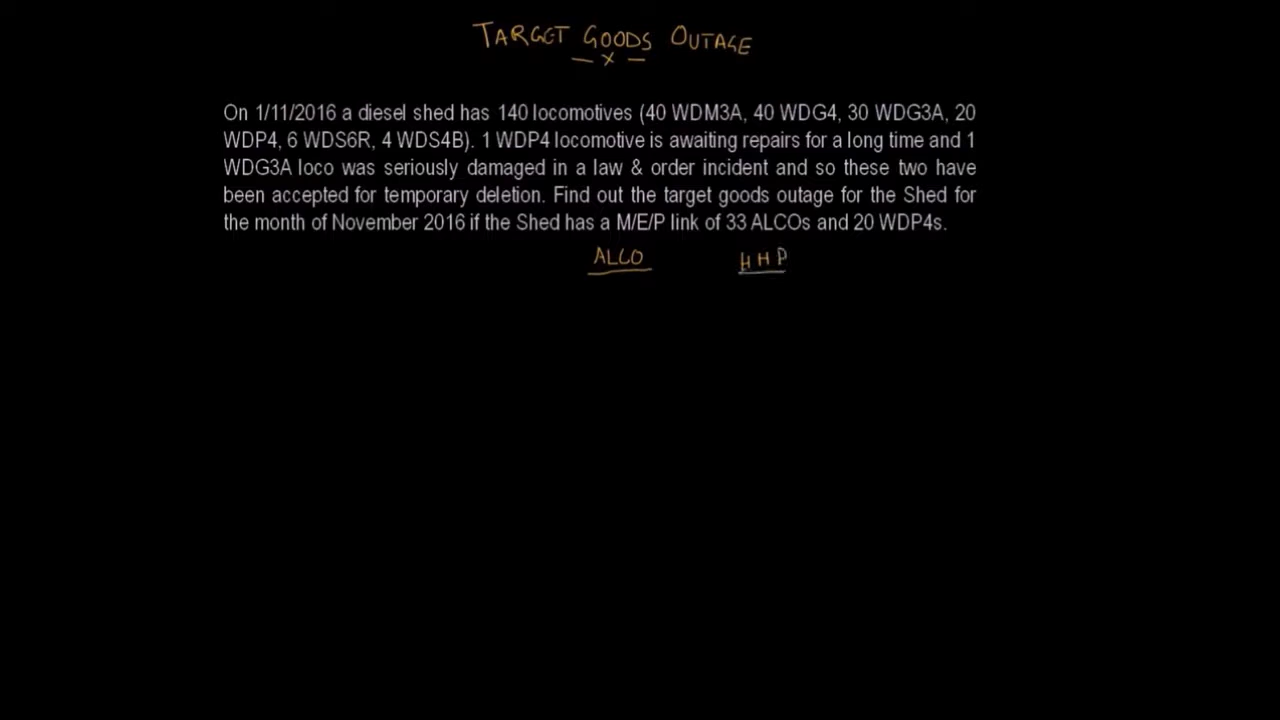 TARGET GOODS OUTAGE
— x —
On 1/11/2016 a diesel shed has 140 locomotives (40 WDM3A, 40 WDG4, 30 WDG3A, 20
WDP4, 6 WDS6R, 4 WDS4B). 1 WDP4 locomotive is awaiting repairs for a long time and 1
WDG3A loco was seriously damaged in a law & order incident and so these two have
been accepted for temporary deletion. Find out the target goods outage for the Shed for
the month of November 2016 if the Shed has a M/E/P link of 33 ALCOs and 20 WDP4s.
ALCO HHP